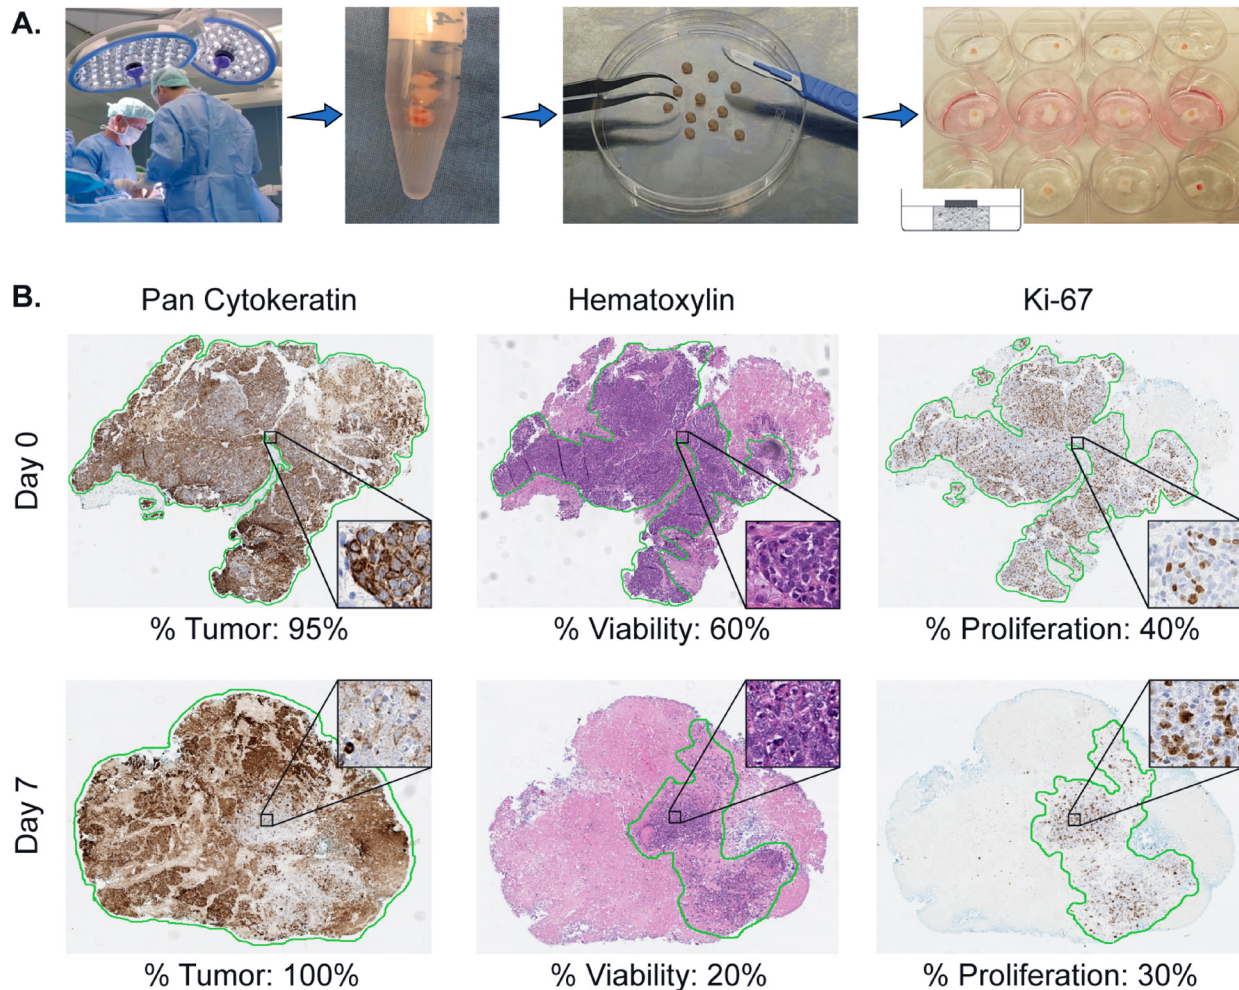 A.
B.
Pan Cytokeratin
Hematoxylin
Ki-67
Day 0
% Tumor: 95%
% Viability: 60%
% Proliferation: 40%
Day 7
% Tumor: 100%
% Viability: 20%
% Proliferation: 30%